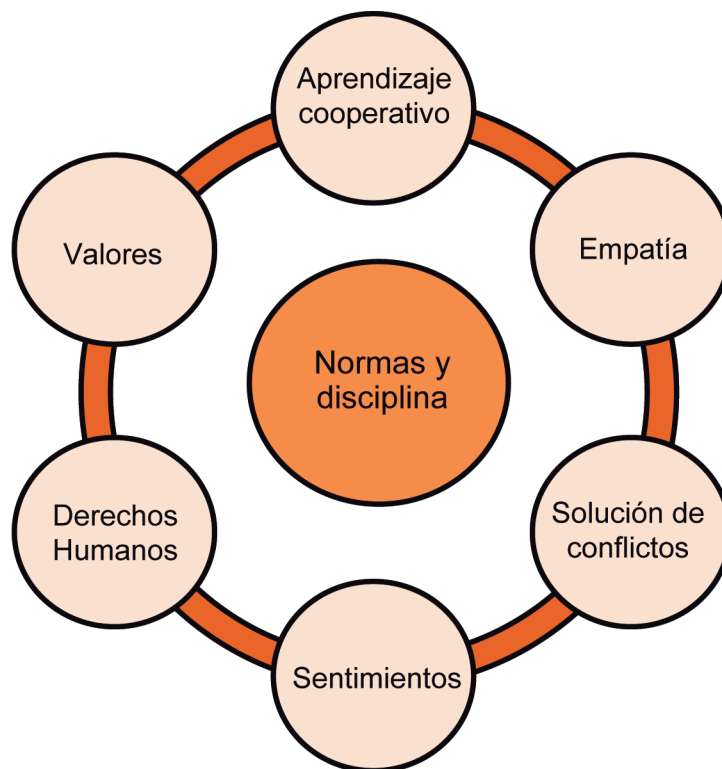 Aprendizaje
cooperativo
Empatía
Valores
Normas y
disciplina
Solución de
conflictos
Derechos
Humanos
Sentimientos